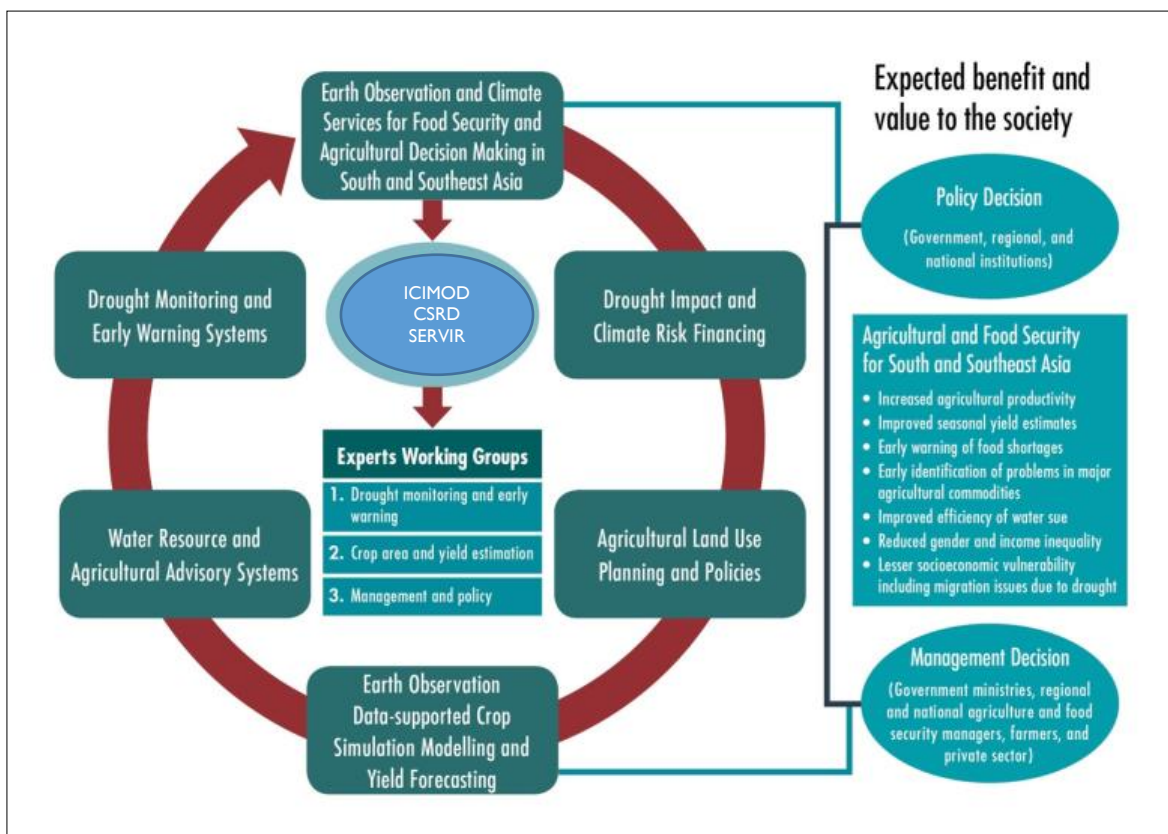 Earth Observation and Climate
Services for Food Security and
Agricultural Decision Making in
South and Southeast Asia
Expected benefit and
value to the society
Policy Decision
(Government, regional, and
national institutions)
Drought Monitoring and
Early Warning Systems
ICIMOD
CSRD
SERVIR
Drought Impact and
Climate Risk Financing
Agricultural and Food Security
for South and Southeast Asia
• Increased agricultural productivity
• Improved seasonal yield estimates
• Early warning of food shortages
• Early identification of problems in major
agricultural commodities
• Improved efficiency of water sue
• Reduced gender and income inequality
• Lesser socioeconomic vulnerability
including migration issues due to drought
Experts Working Groups
1. Drought monitoring and early
warning
2. Crop area and yield estimation
3. Management and policy
Water Resource and
Agricultural Advisory Systems
Agricultural Land Use
Planning and Policies
Earth Observation
Data-supported Crop
Simulation Modelling and
Yield Forecasting
Management Decision
(Government ministries, regional
and national agriculture and food
security managers, farmers, and
private sector)